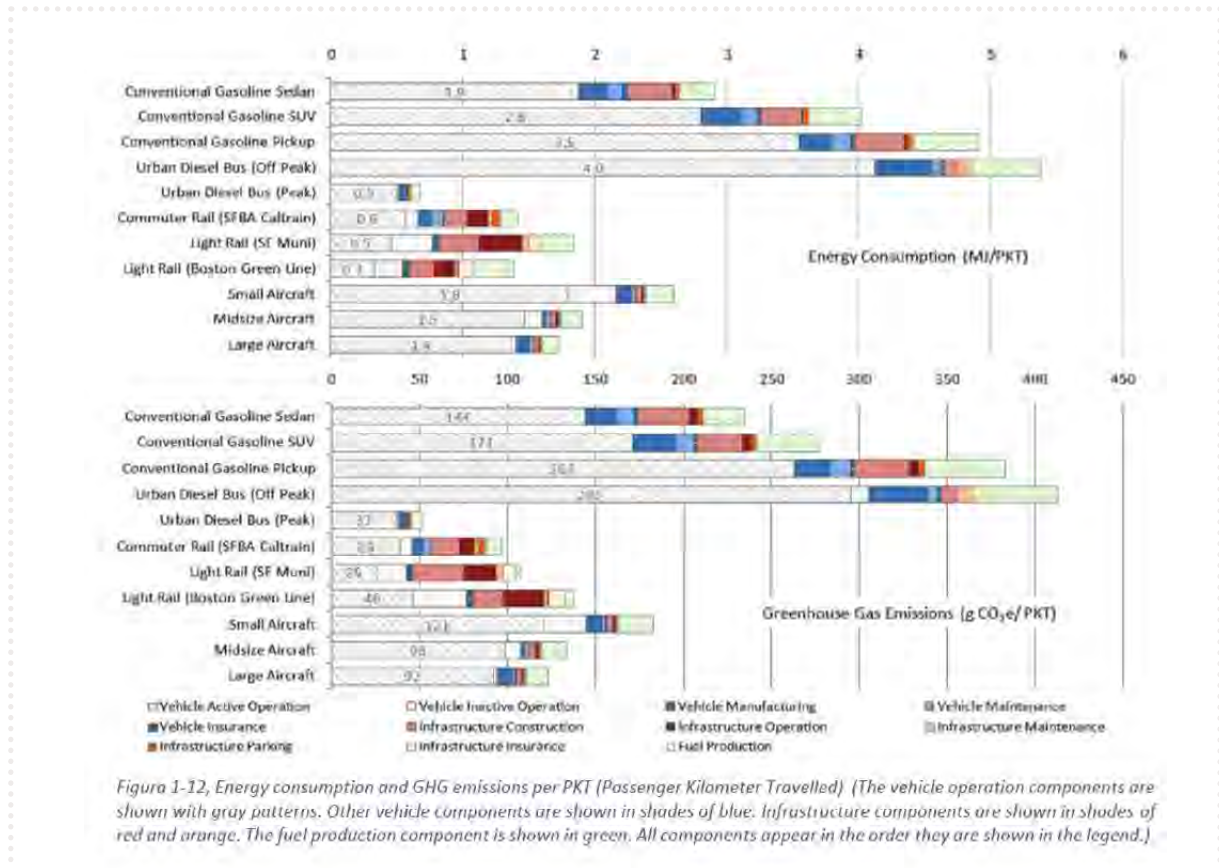 0 1 2 3 4 5 6
Conventional Gasoline Sedan 1.9
Conventional Gasoline SUV 2.8
Conventional Gasoline Pickup 3.5
Urban Diesel Bus (Off Peak) 4.0
Urban Diesel Bus (Peak)
Commuter Rail (SFBA Caltrain)
Light Rail (SF Muni) 0.5
Energy Consumption (MJ/PKT)
Light Rail (Boston Green Line)
Small Aircraft
Midsize Aircraft
Large Aircraft
0 50 100 150 200 250 300 350 400 450
Conventional Gasoline Sedan
Conventional Gasoline SUV
Conventional Gasoline Pickup
Urban Diesel Bus (Off Peak)
Urban Diesel Bus (Peak)
Commuter Rail (SFBA Caltrain)
Light Rail (SF Muni)
Light Rail (Boston Green Line)
Greenhouse Gas Emissions (g CO₂e/ PKT)
Small Aircraft
Midsize Aircraft 98
Large Aircraft 92
Vehicle Active Operation Vehicle Inactive Operation Vehicle Manufacturing Vehicle Maintenance
Vehicle Insurance Infrastructure Construction Infrastructure Operation Infrastructure Maintenance
Infrastructure Parking Infrastructure Insurance Fuel Production
Figura 1-12, Energy consumption and GHG emissions per PKT (Passenger Kilometer Travelled) (The vehicle operation components are
shown with gray patterns. Other vehicle components are shown in shades of blue. Infrastructure components are shown in shades of
red and orange. The fuel production component is shown in green. All components appear in the order they are shown in the legend.)